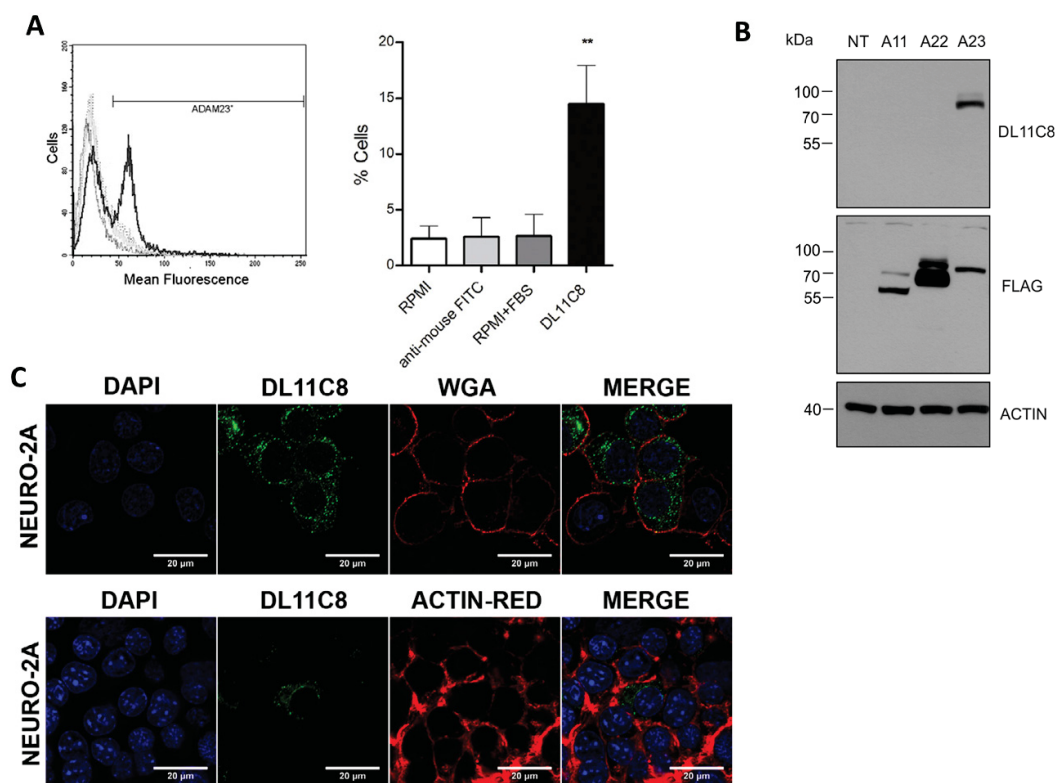 A
200
160
120
80
40
0
Cells
ADAM23+
0
50
100
150
200
250
Mean Fluorescence
20
15
10
5
0
% Cells
**
RPMI
anti-mouse FITC
RPMI+FBS
DL11C8
B
kDa NT A11 A22 A23
100
70
55
DL11C8
100
70
55
FLAG
40
ACTIN
C
DAPI DL11C8 WGA MERGE
NEURO-2A
20 µm 20 µm 20 µm 20 µm
DAPI DL11C8 ACTIN-RED MERGE
NEURO-2A
20 µm 20 µm 20 µm 20 µm